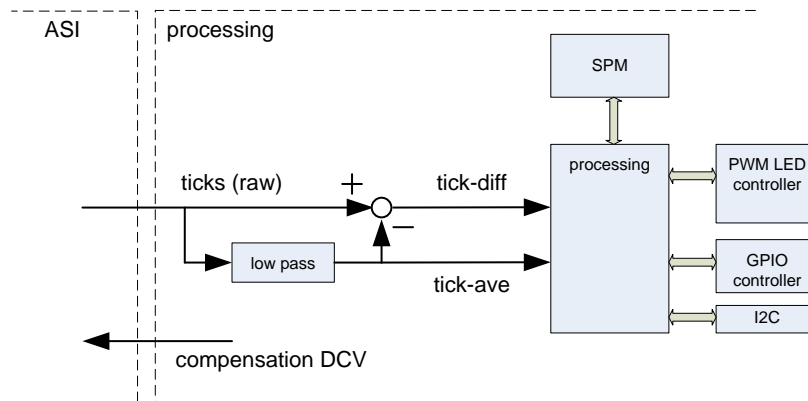 ASI
processing
SPM
processing
PWM LED
controller
ticks (raw)
+
tick-diff
−
low pass
tick-ave
GPIO
controller
I2C
compensation DCV